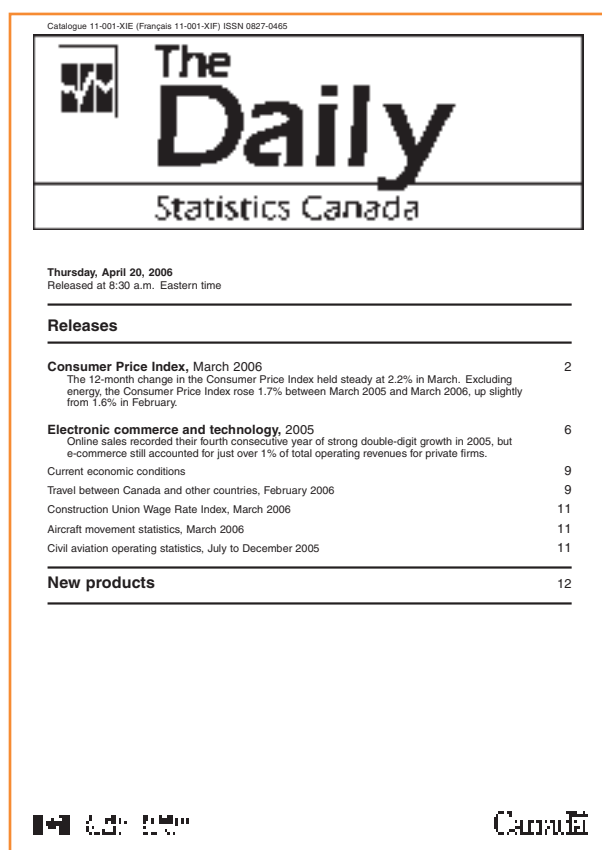 Catalogue 11-001-XIE (Français 11-001-XIF) ISSN 0827-0465
The
Daily
Statistics Canada
Thursday, April 20, 2006
Released at 8:30 a.m. Eastern time
Releases
Consumer Price Index, March 2006 2
The 12-month change in the Consumer Price Index held steady at 2.2% in March. Excluding
energy, the Consumer Price Index rose 1.7% between March 2005 and March 2006, up slightly
from 1.6% in February.
Electronic commerce and technology, 2005 6
Online sales recorded their fourth consecutive year of strong double-digit growth in 2005, but
e-commerce still accounted for just over 1% of total operating revenues for private firms.
Current economic conditions 9
Travel between Canada and other countries, February 2006 9
Construction Union Wage Rate Index, March 2006 11
Aircraft movement statistics, March 2006 11
Civil aviation operating statistics, July to December 2005 11
New products 12
Canada